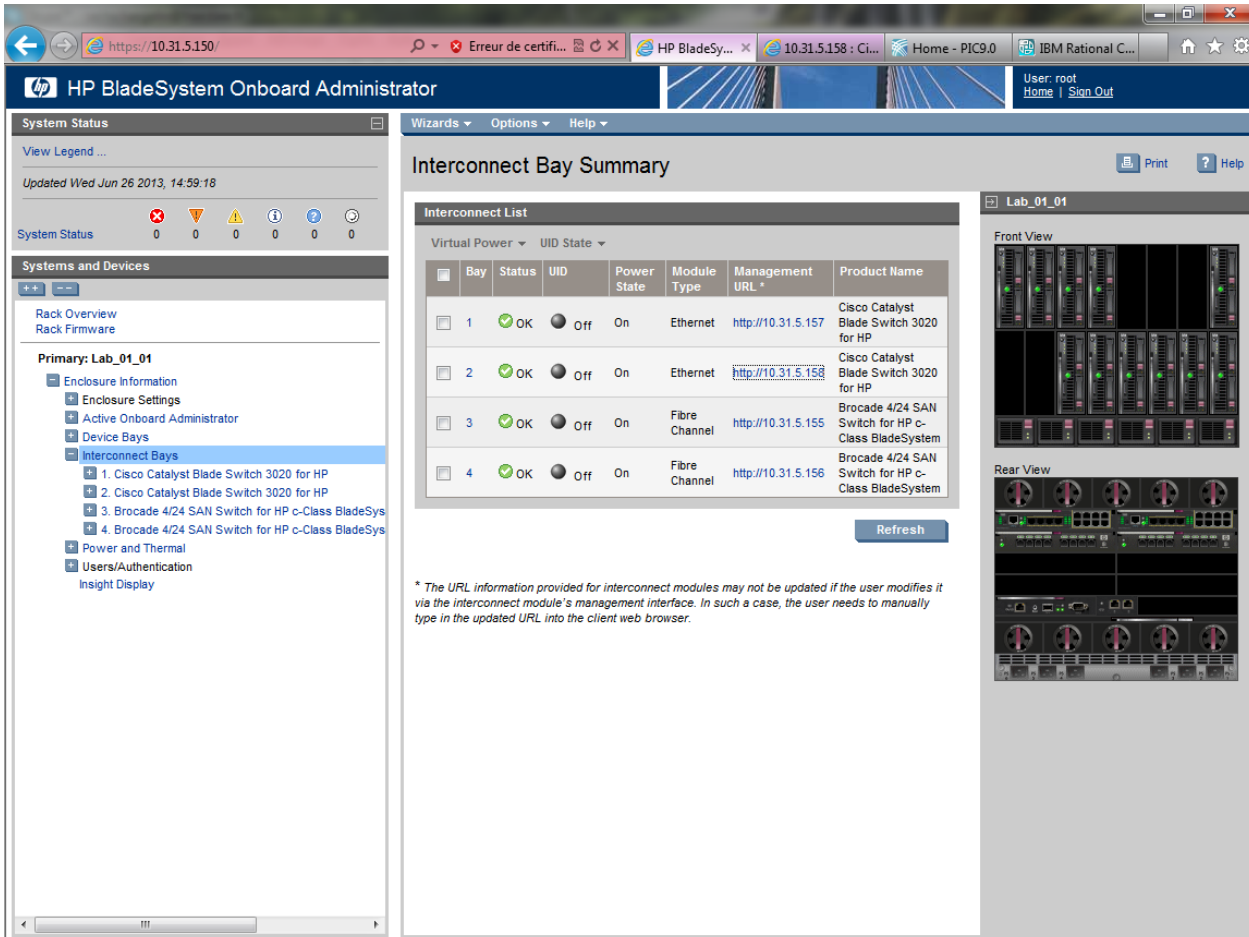 https://10.31.5.150/
Erreur de certifi...
HP BladeSy...
10.31.5.158 : Ci...
Home - PIC9.0
IBM Rational C...
hp
HP BladeSystem Onboard Administrator
User: root
Home | Sign Out
System Status
View Legend ...
Updated Wed Jun 26 2013, 14:59:18
System Status 0 0 0 0 0 0
Systems and Devices
++ --
Rack Overview
Rack Firmware
Primary: Lab_01_01
Enclosure Information
Enclosure Settings
Active Onboard Administrator
Device Bays
Interconnect Bays
1. Cisco Catalyst Blade Switch 3020 for HP
2. Cisco Catalyst Blade Switch 3020 for HP
3. Brocade 4/24 SAN Switch for HP c-Class BladeSys
4. Brocade 4/24 SAN Switch for HP c-Class BladeSys
Power and Thermal
Users/Authentication
Insight Display
Wizards Options Help
Interconnect Bay Summary
Print ? Help
Interconnect List
Virtual Power UID State
Bay Status UID Power State Module Type Management URL * Product Name
1 OK Off On Ethernet http://10.31.5.157 Cisco Catalyst Blade Switch 3020 for HP
2 OK Off On Ethernet http://10.31.5.158 Cisco Catalyst Blade Switch 3020 for HP
3 OK Off On Fibre Channel http://10.31.5.155 Brocade 4/24 SAN Switch for HP c-Class BladeSystem
4 OK Off On Fibre Channel http://10.31.5.156 Brocade 4/24 SAN Switch for HP c-Class BladeSystem
Refresh
* The URL information provided for interconnect modules may not be updated if the user modifies it
via the interconnect module's management interface. In such a case, the user needs to manually
type in the updated URL into the client web browser.
Lab_01_01
Front View
Rear View